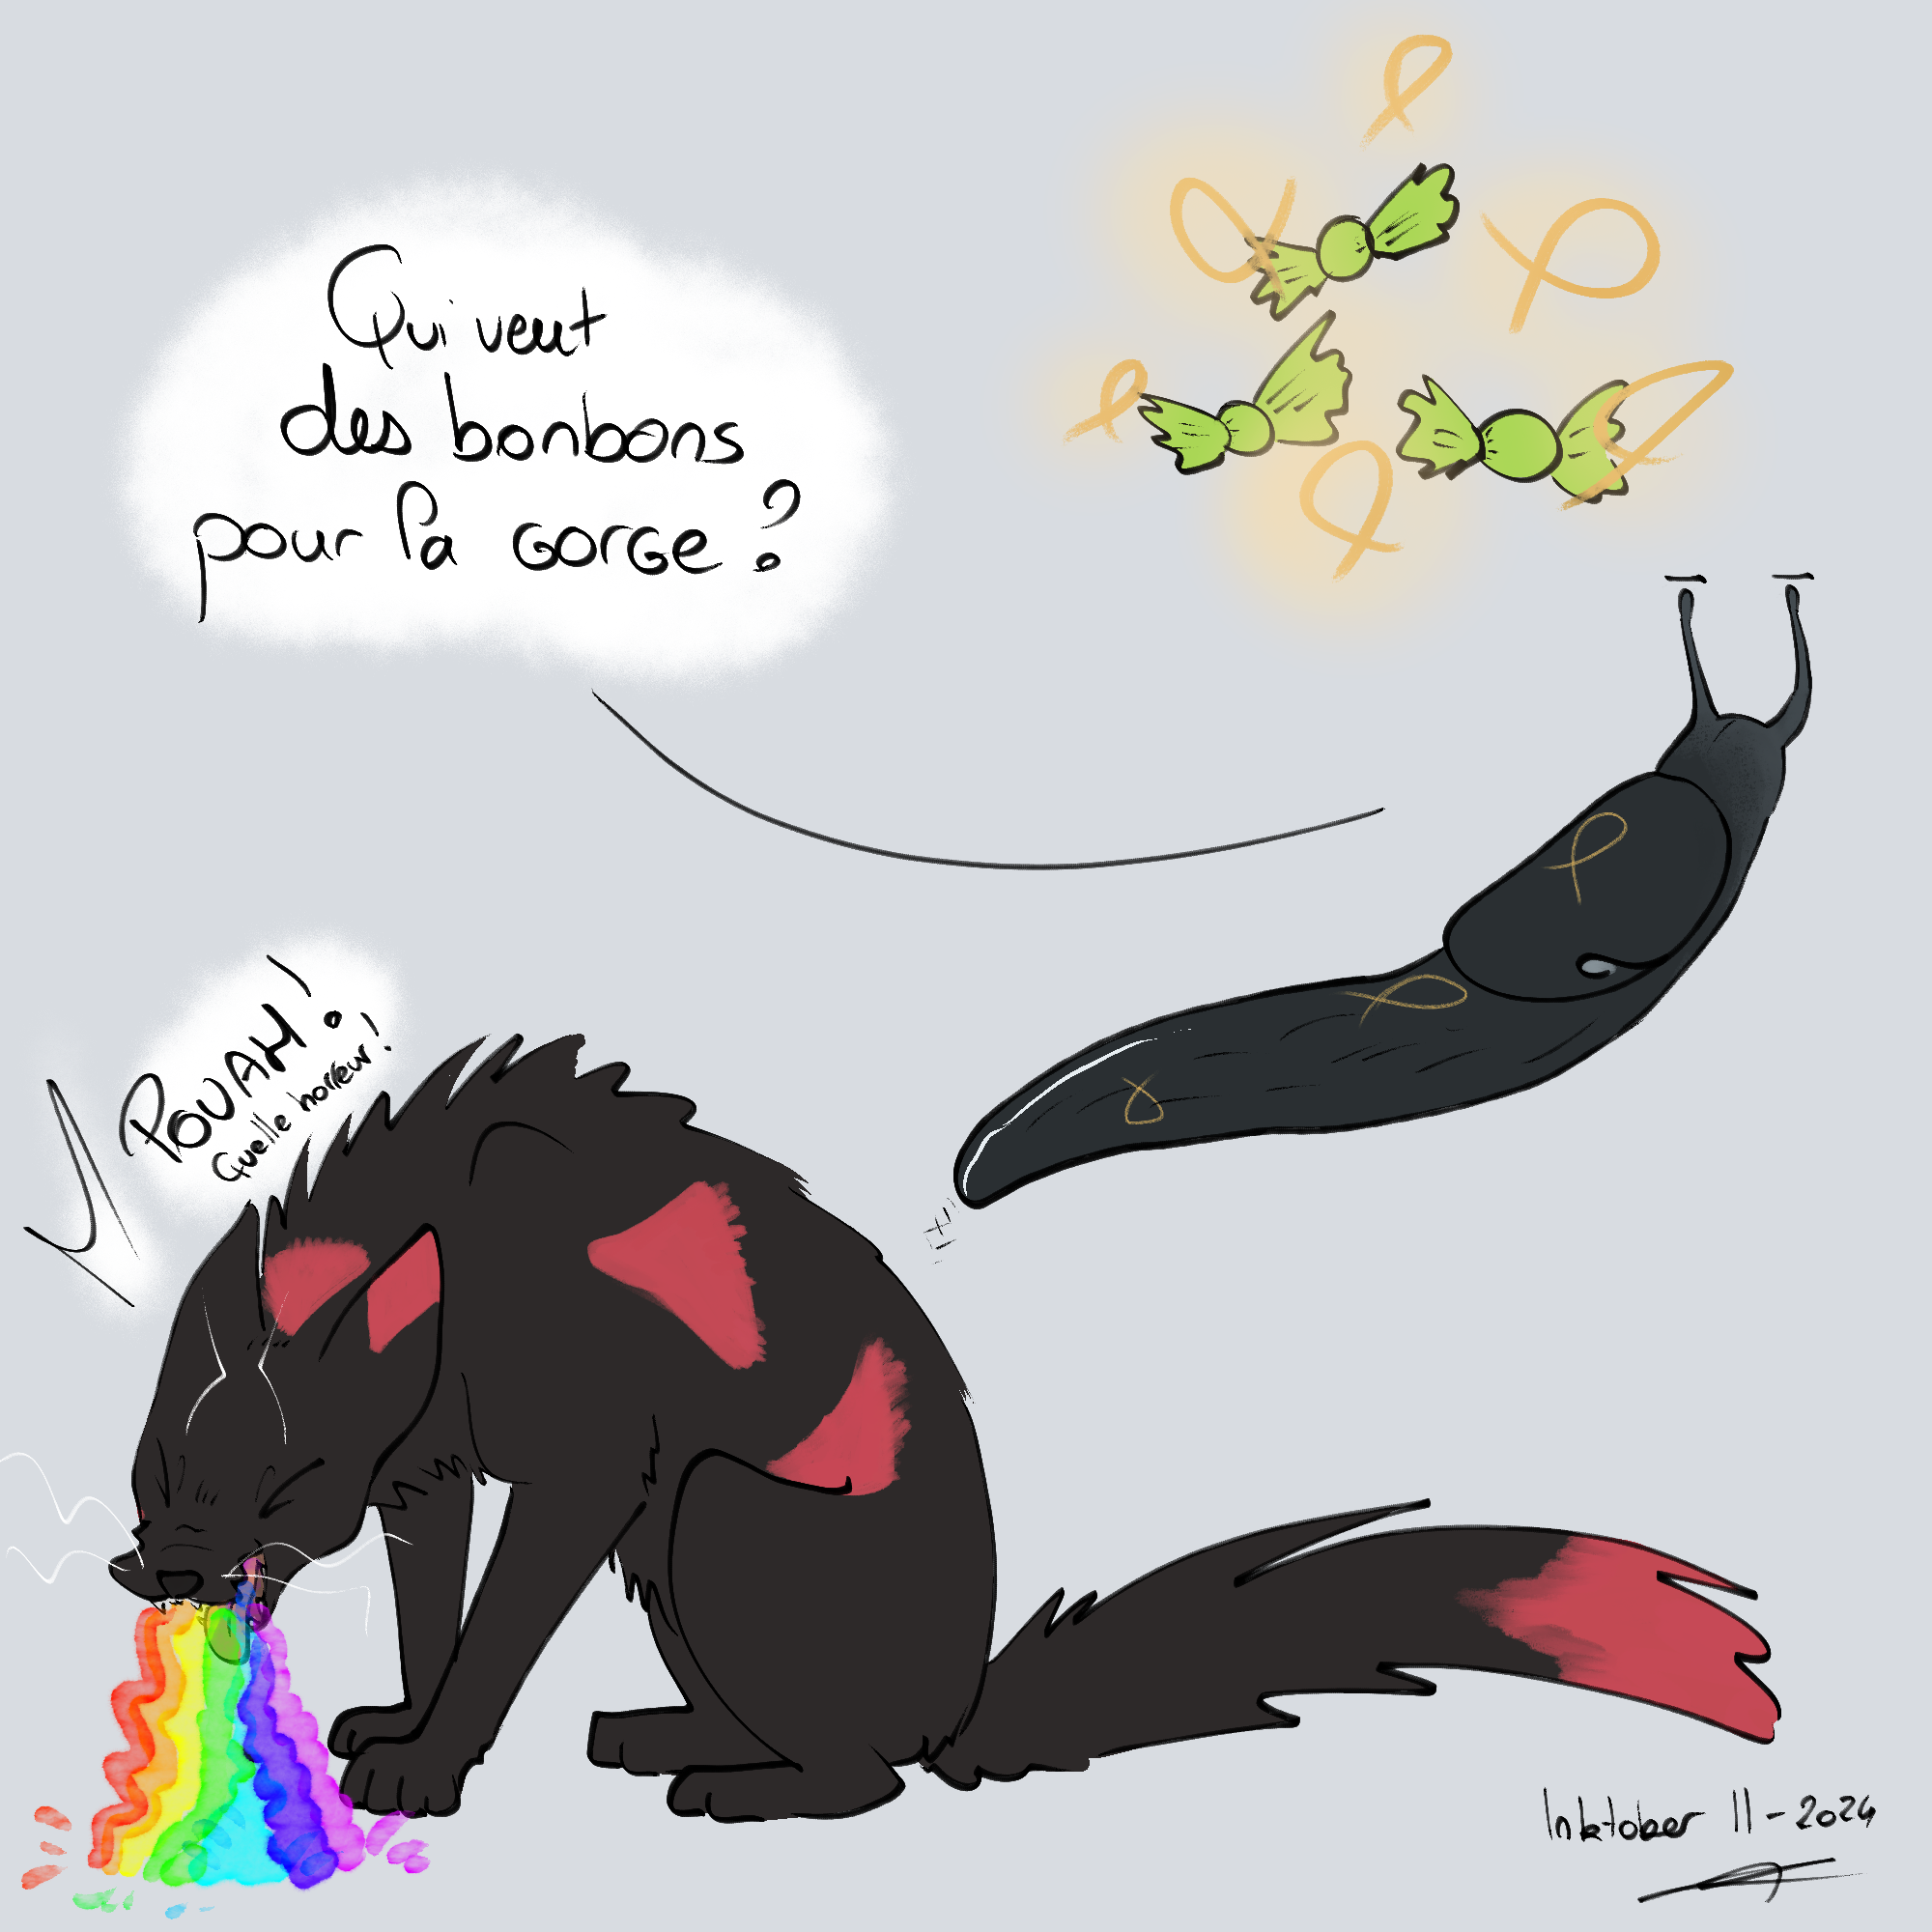 Qui veut
des bonbons
pour la gorge ?
POUAH !
Quelle horreur !
Inktober 11-2024